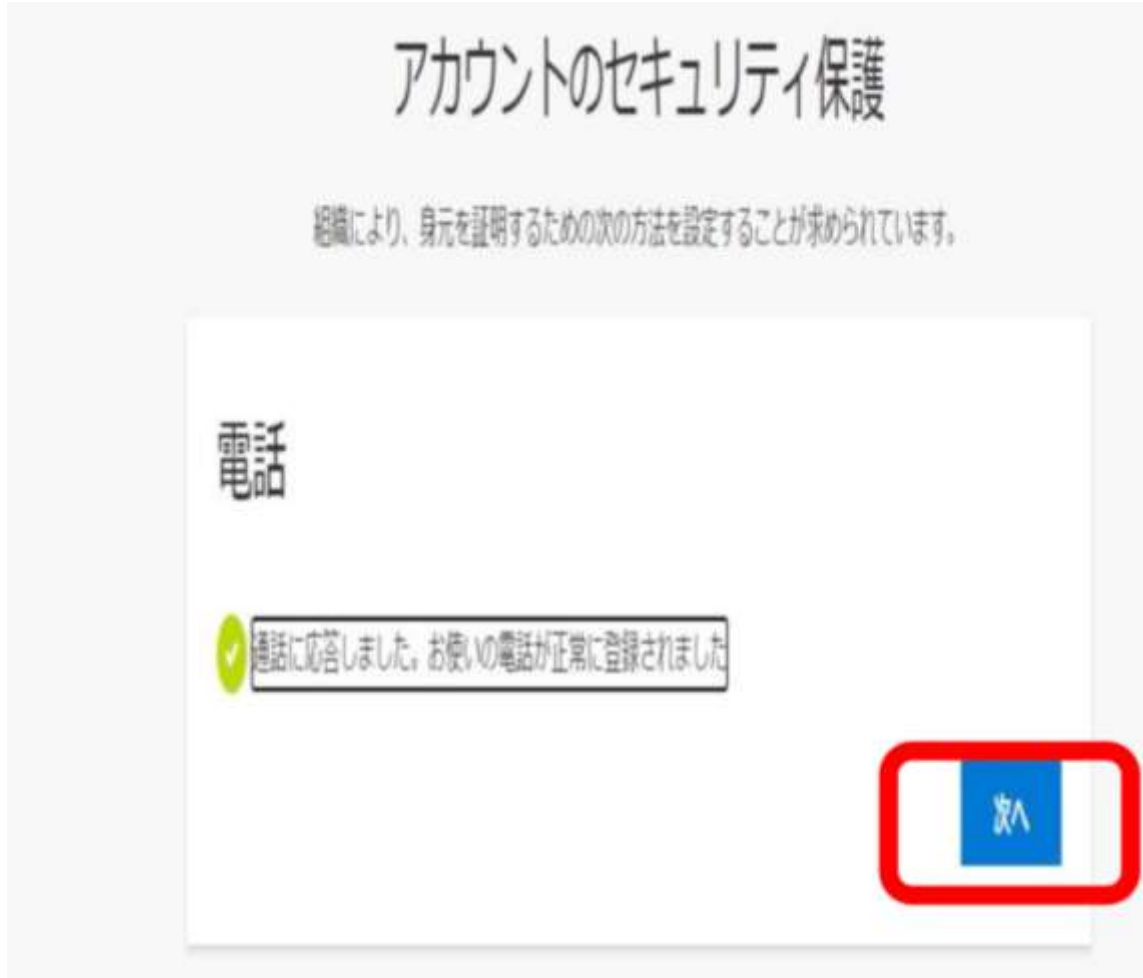 アカウントのセキュリティ保護
組織により、身元を証明するための次の方法を設定することが求められています。
電話
通話に応答しました。お使いの電話が正常に登録されました
次へ